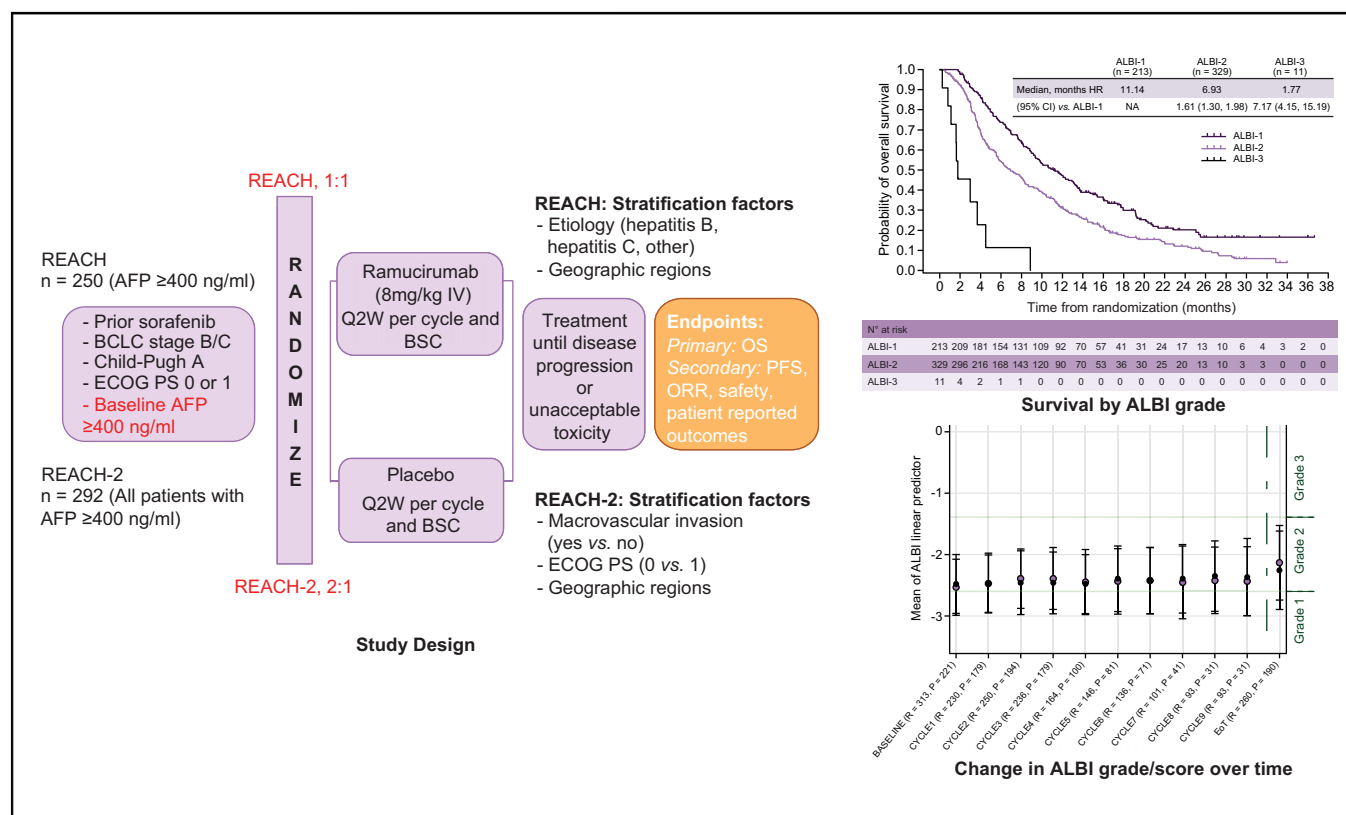 REACH, 1:1
REACH
n = 250 (AFP ≥400 ng/ml)
- Prior sorafenib
- BCLC stage B/C
- Child-Pugh A
- ECOG PS 0 or 1
- Baseline AFP
≥400 ng/ml
REACH-2
n = 292 (All patients with
AFP ≥400 ng/ml)
RANDOMIZE
REACH-2, 2:1
Ramucirumab
(8mg/kg IV)
Q2W per cycle and
BSC
Placebo
Q2W per cycle
and BSC
REACH: Stratification factors
- Etiology (hepatitis B,
hepatitis C, other)
- Geographic regions
Treatment
until disease
progression
or
unacceptable
toxicity
Endpoints:
Primary: OS
Secondary: PFS,
ORR, safety,
patient reported
outcomes
REACH-2: Stratification factors
- Macrovascular invasion
(yes vs. no)
- ECOG PS (0 vs. 1)
- Geographic regions
Study Design
ALBI-1 ALBI-2 ALBI-3
(n = 213) (n = 329) (n = 11)
Median, months HR 11.14 6.93 1.77
(95% CI) vs. ALBI-1 NA 1.61 (1.30, 1.98) 7.17 (4.15, 15.19)
ALBI-1
ALBI-2
ALBI-3
Probability of overall survival
1.0
0.9
0.8
0.7
0.6
0.5
0.4
0.3
0.2
0.1
0.0
0 2 4 6 8 10 12 14 16 18 20 22 24 26 28 30 32 34 36 38
Time from randomization (months)
N° at risk
ALBI-1 213 209 181 154 131 109 92 70 57 41 31 24 17 13 10 6 4 3 2 0
ALBI-2 329 296 216 168 143 120 90 70 53 36 30 25 20 13 10 3 3 0 0 0
ALBI-3 11 4 2 1 1 0 0 0 0 0 0 0 0 0 0 0 0 0 0 0
Survival by ALBI grade
Mean of ALBI linear predictor
0
-1
-2
-3
Grade 3
Grade 2
Grade 1
BASELINE (R = 313, P = 221)
CYCLE1 (R = 230, P = 179)
CYCLE2 (R = 250, P = 194)
CYCLE3 (R = 236, P = 179)
CYCLE4 (R = 164, P = 100)
CYCLE5 (R = 146, P = 81)
CYCLE6 (R = 136, P = 71)
CYCLE7 (R = 101, P = 41)
CYCLE8 (R = 93, P = 31)
CYCLE9 (R = 93, P = 31)
EoT (R = 260, P = 190)
Change in ALBI grade/score over time